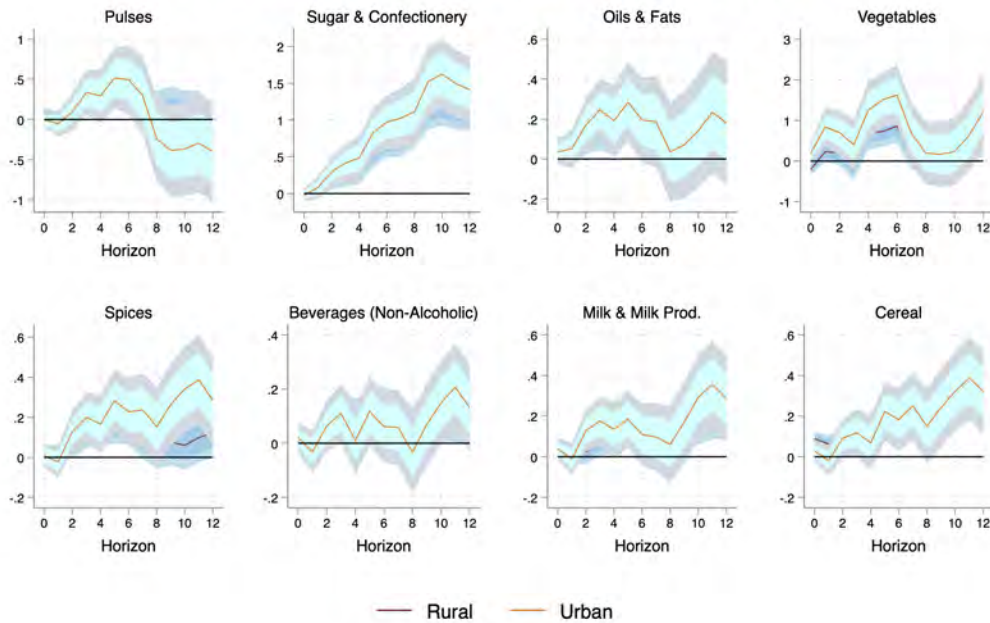 Pulses
1
.5
0
-.5
-1
0 2 4 6 8 10 12
Horizon
Sugar & Confectionery
2
1.5
1
.5
0
0 2 4 6 8 10 12
Horizon
Oils & Fats
.6
.4
.2
0
-.2
0 2 4 6 8 10 12
Horizon
Vegetables
3
2
1
0
-1
0 2 4 6 8 10 12
Horizon
Spices
.6
.4
.2
0
-.2
0 2 4 6 8 10 12
Horizon
Beverages (Non-Alcoholic)
.4
.2
0
-.2
0 2 4 6 8 10 12
Horizon
Milk & Milk Prod.
.6
.4
.2
0
-.2
0 2 4 6 8 10 12
Horizon
Cereal
.6
.4
.2
0
-.2
0 2 4 6 8 10 12
Horizon
Rural Urban